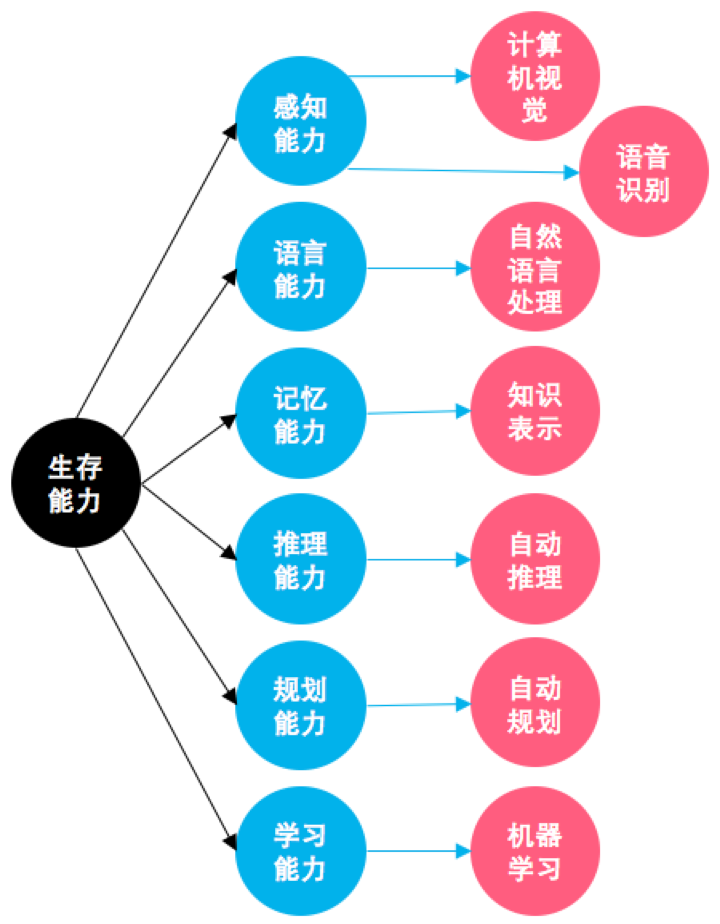 计算
机视
觉
感知
能力
语音
识别
语言
能力
自然
语言
处理
记忆
能力
知识
表示
生存
能力
推理
能力
自动
推理
规划
能力
自动
规划
学习
能力
机器
学习